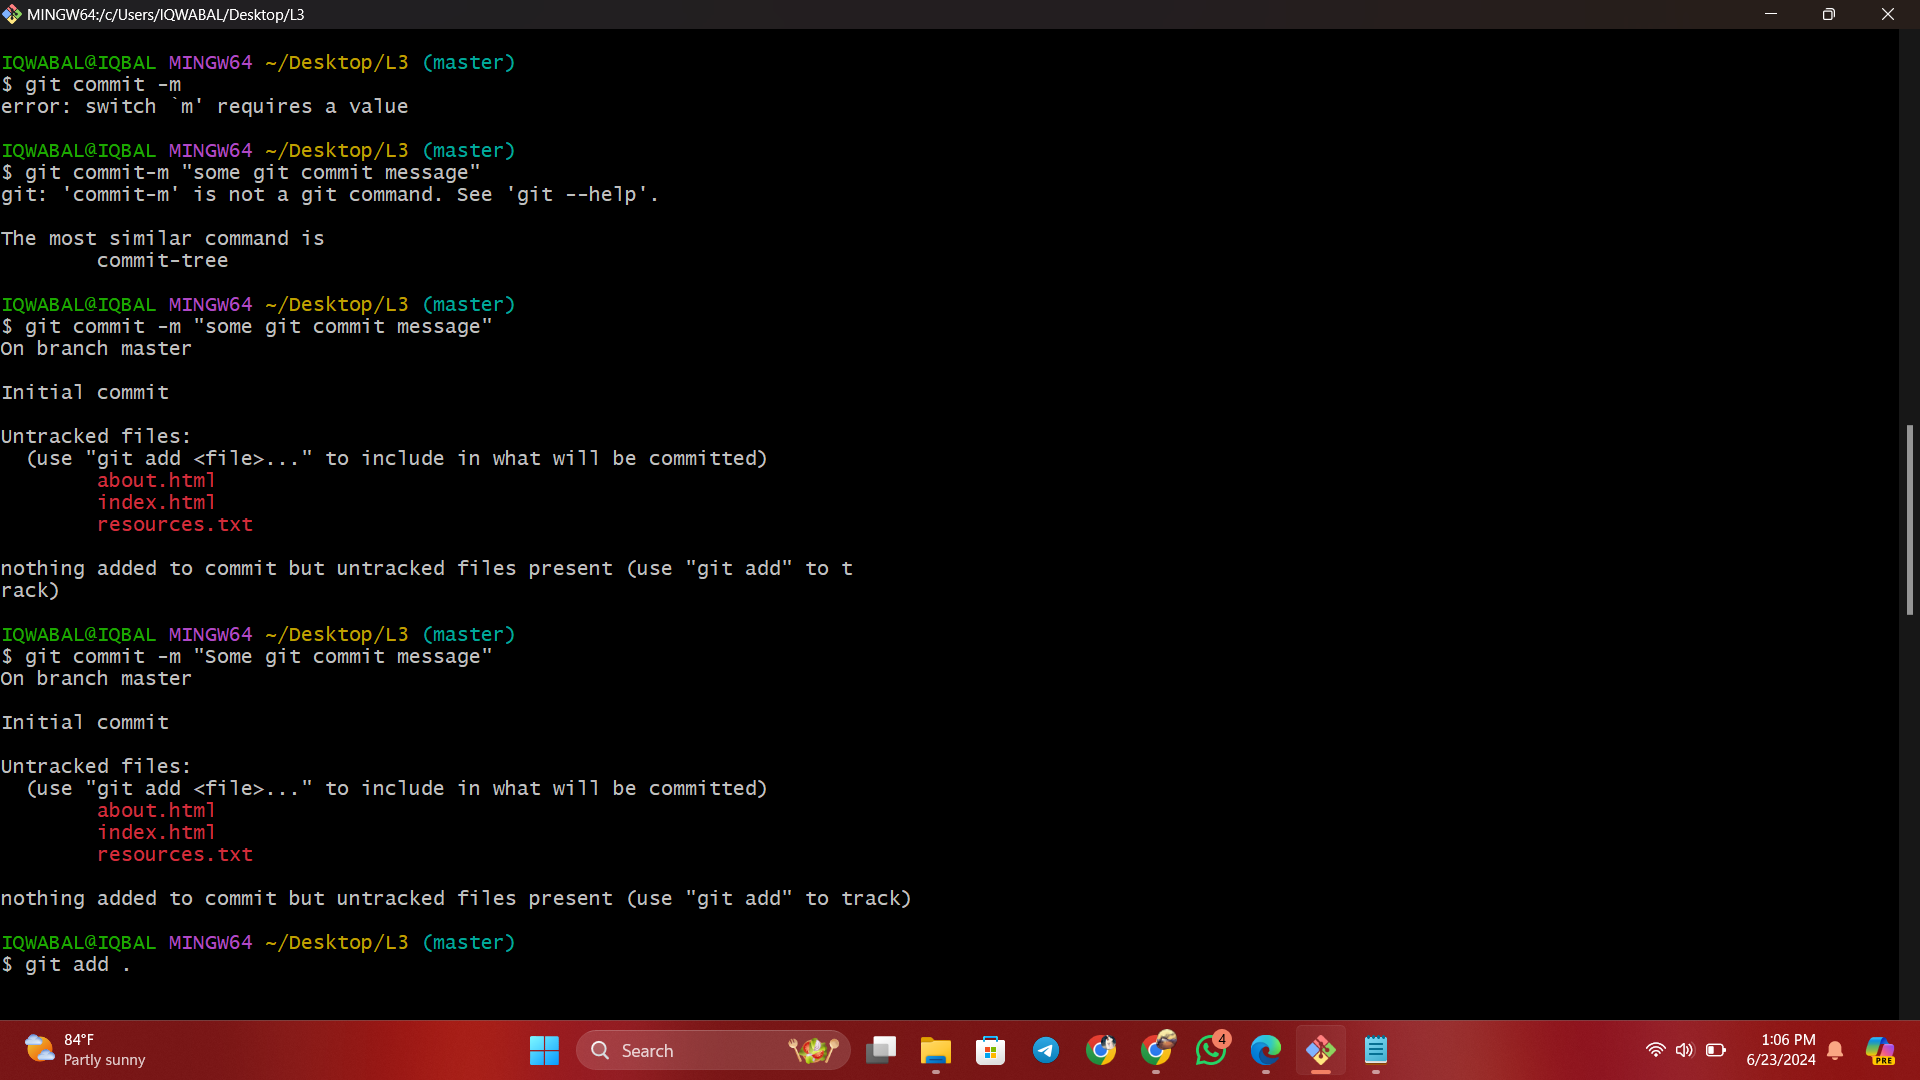 MINGW64:/c/Users/IQWABAL/Desktop/L3
IQWABAL@IQBAL MINGW64 ~/Desktop/L3 (master)
$ git commit -m
error: switch `m' requires a value
IQWABAL@IQBAL MINGW64 ~/Desktop/L3 (master)
$ git commit-m "some git commit message"
git: 'commit-m' is not a git command. See 'git --help'.
The most similar command is
commit-tree
IQWABAL@IQBAL MINGW64 ~/Desktop/L3 (master)
$ git commit -m "some git commit message"
On branch master
Initial commit
Untracked files:
(use "git add <file>..." to include in what will be committed)
about.html
index.html
resources.txt
nothing added to commit but untracked files present (use "git add" to t
rack)
IQWABAL@IQBAL MINGW64 ~/Desktop/L3 (master)
$ git commit -m "Some git commit message"
On branch master
Initial commit
Untracked files:
(use "git add <file>..." to include in what will be committed)
about.html
index.html
resources.txt
nothing added to commit but untracked files present (use "git add" to track)
IQWABAL@IQBAL MINGW64 ~/Desktop/L3 (master)
$ git add .
84°F
Partly sunny
Search
4
1:06 PM
6/23/2024
PRE